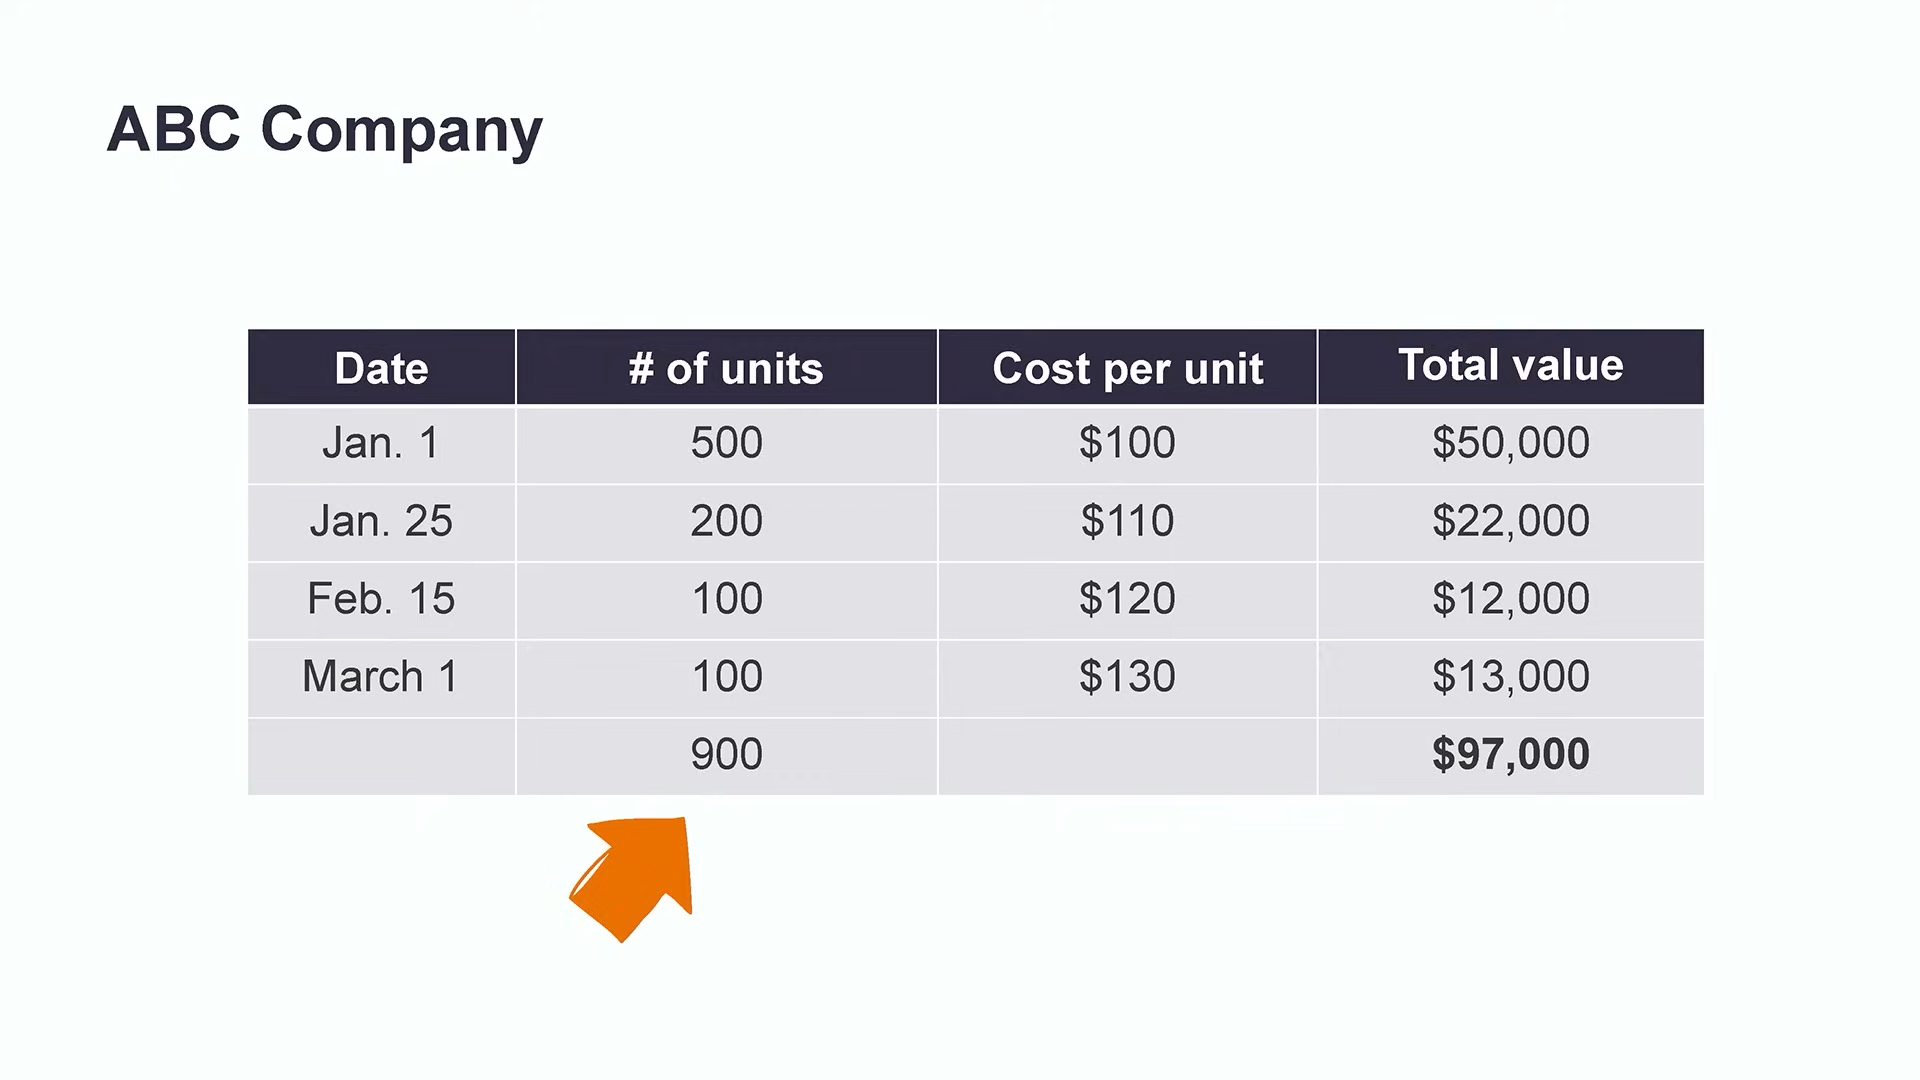 ABC Company
Date # of units Cost per unit Total value
Jan. 1 500 $100 $50,000
Jan. 25 200 $110 $22,000
Feb. 15 100 $120 $12,000
March 1 100 $130 $13,000
900 $97,000